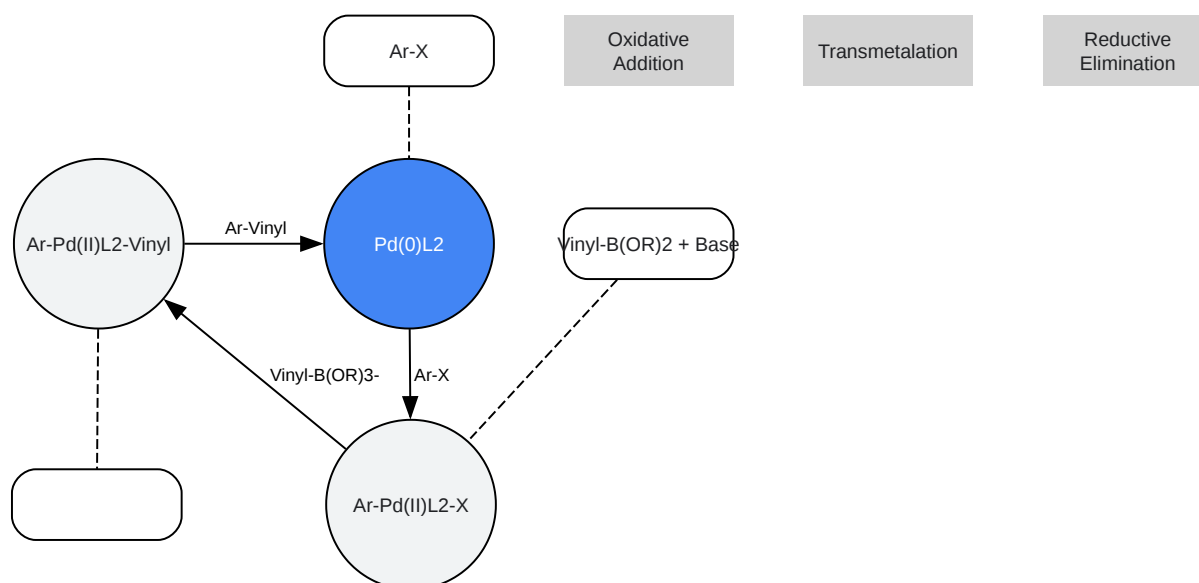 Ar-X
Oxidative
Addition
Transmetalation
Reductive
Elimination
Ar-Pd(II)L2-Vinyl
Ar-Vinyl
Pd(0)L2
Vinyl-B(OR)2 + Base
Vinyl-B(OR)3-
Ar-X
Ar-Pd(II)L2-X